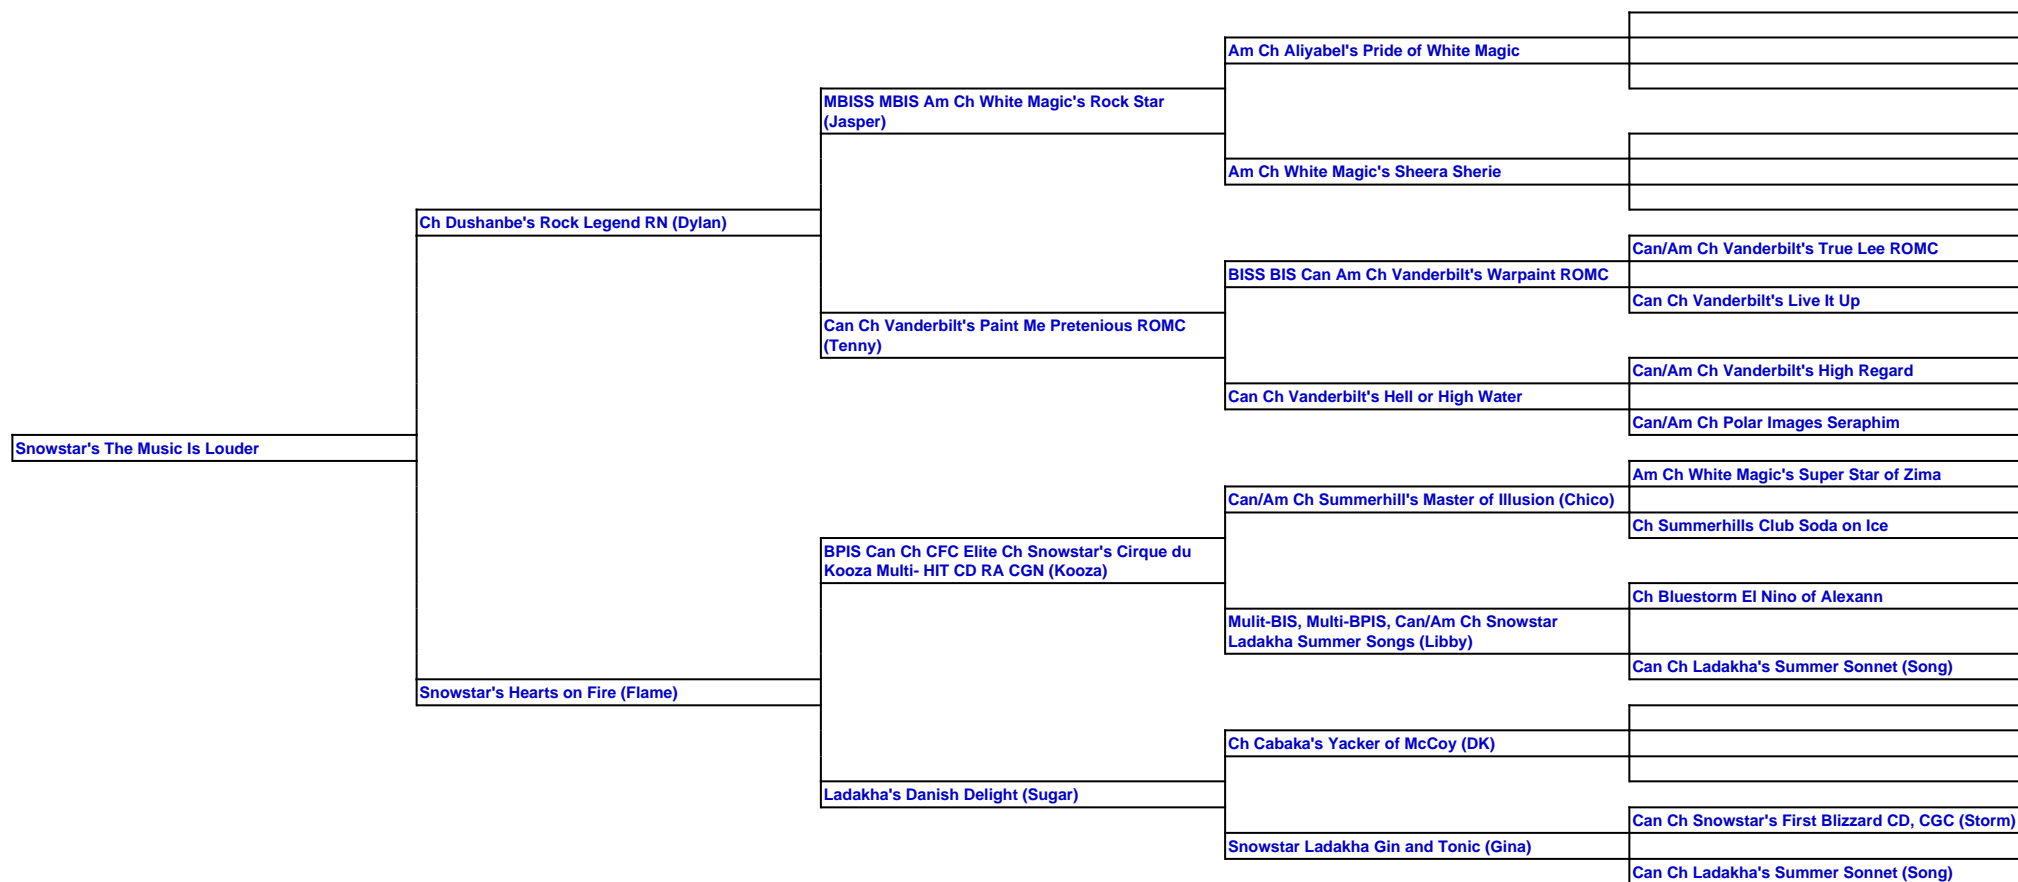 Am Ch Aliyabel's Pride of White Magic
MBISS MBIS Am Ch White Magic's Rock Star
(Jasper)
Am Ch White Magic's Sheera Sherie
Ch Dushanbe's Rock Legend RN (Dylan)
Can/Am Ch Vanderbilt's True Lee ROMC
BISS BIS Can Am Ch Vanderbilt's Warpaint ROMC
Can Ch Vanderbilt's Live It Up
Can Ch Vanderbilt's Paint Me Pretenious ROMC
(Tenny)
Can/Am Ch Vanderbilt's High Regard
Can Ch Vanderbilt's Hell or High Water
Can/Am Ch Polar Images Seraphim
Snowstar's The Music Is Louder
Am Ch White Magic's Super Star of Zima
Can/Am Ch Summerhill's Master of Illusion (Chico)
Ch Summerhills Club Soda on Ice
BPIS Can Ch CFC Elite Ch Snowstar's Cirque du
Kooza Multi- HIT CD RA CGN (Kooza)
Ch Bluestorm El Nino of Alexann
Mulit-BIS, Multi-BPIS, Can/Am Ch Snowstar
Ladakha Summer Songs (Libby)
Can Ch Ladakha's Summer Sonnet (Song)
Snowstar's Hearts on Fire (Flame)
Ch Cabaka's Yacker of McCoy (DK)
Ladakha's Danish Delight (Sugar)
Can Ch Snowstar's First Blizzard CD, CGC (Storm)
Snowstar Ladakha Gin and Tonic (Gina)
Can Ch Ladakha's Summer Sonnet (Song)